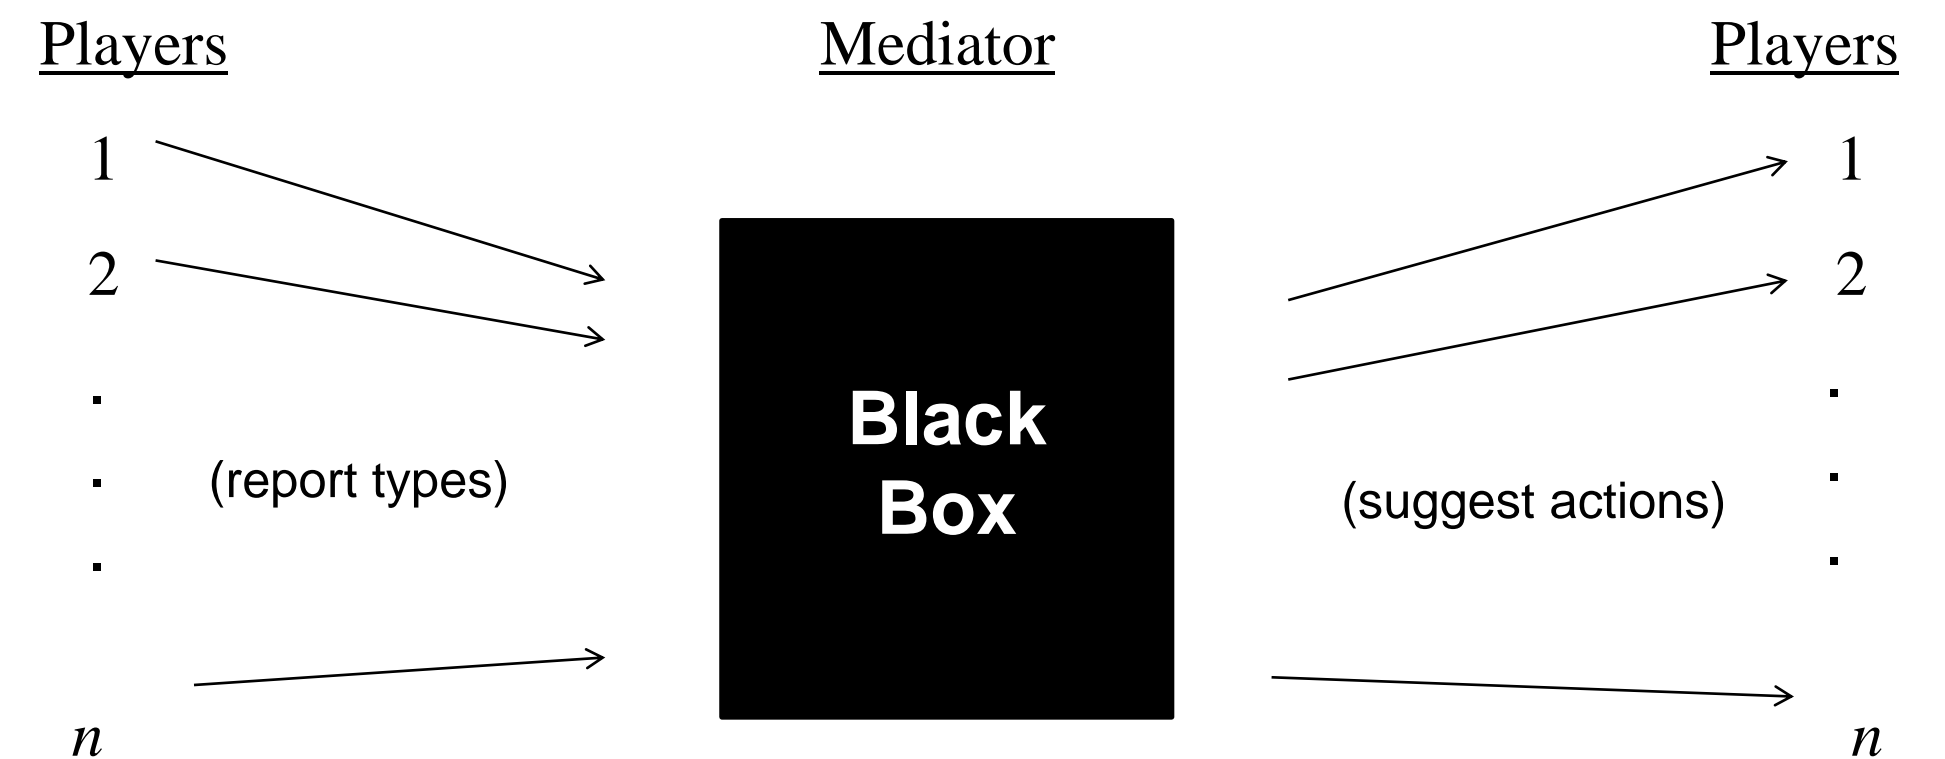 Players Mediator Players
1 1
2 2
. .
Black
. (report types) . (suggest actions)
Box
. .
n n